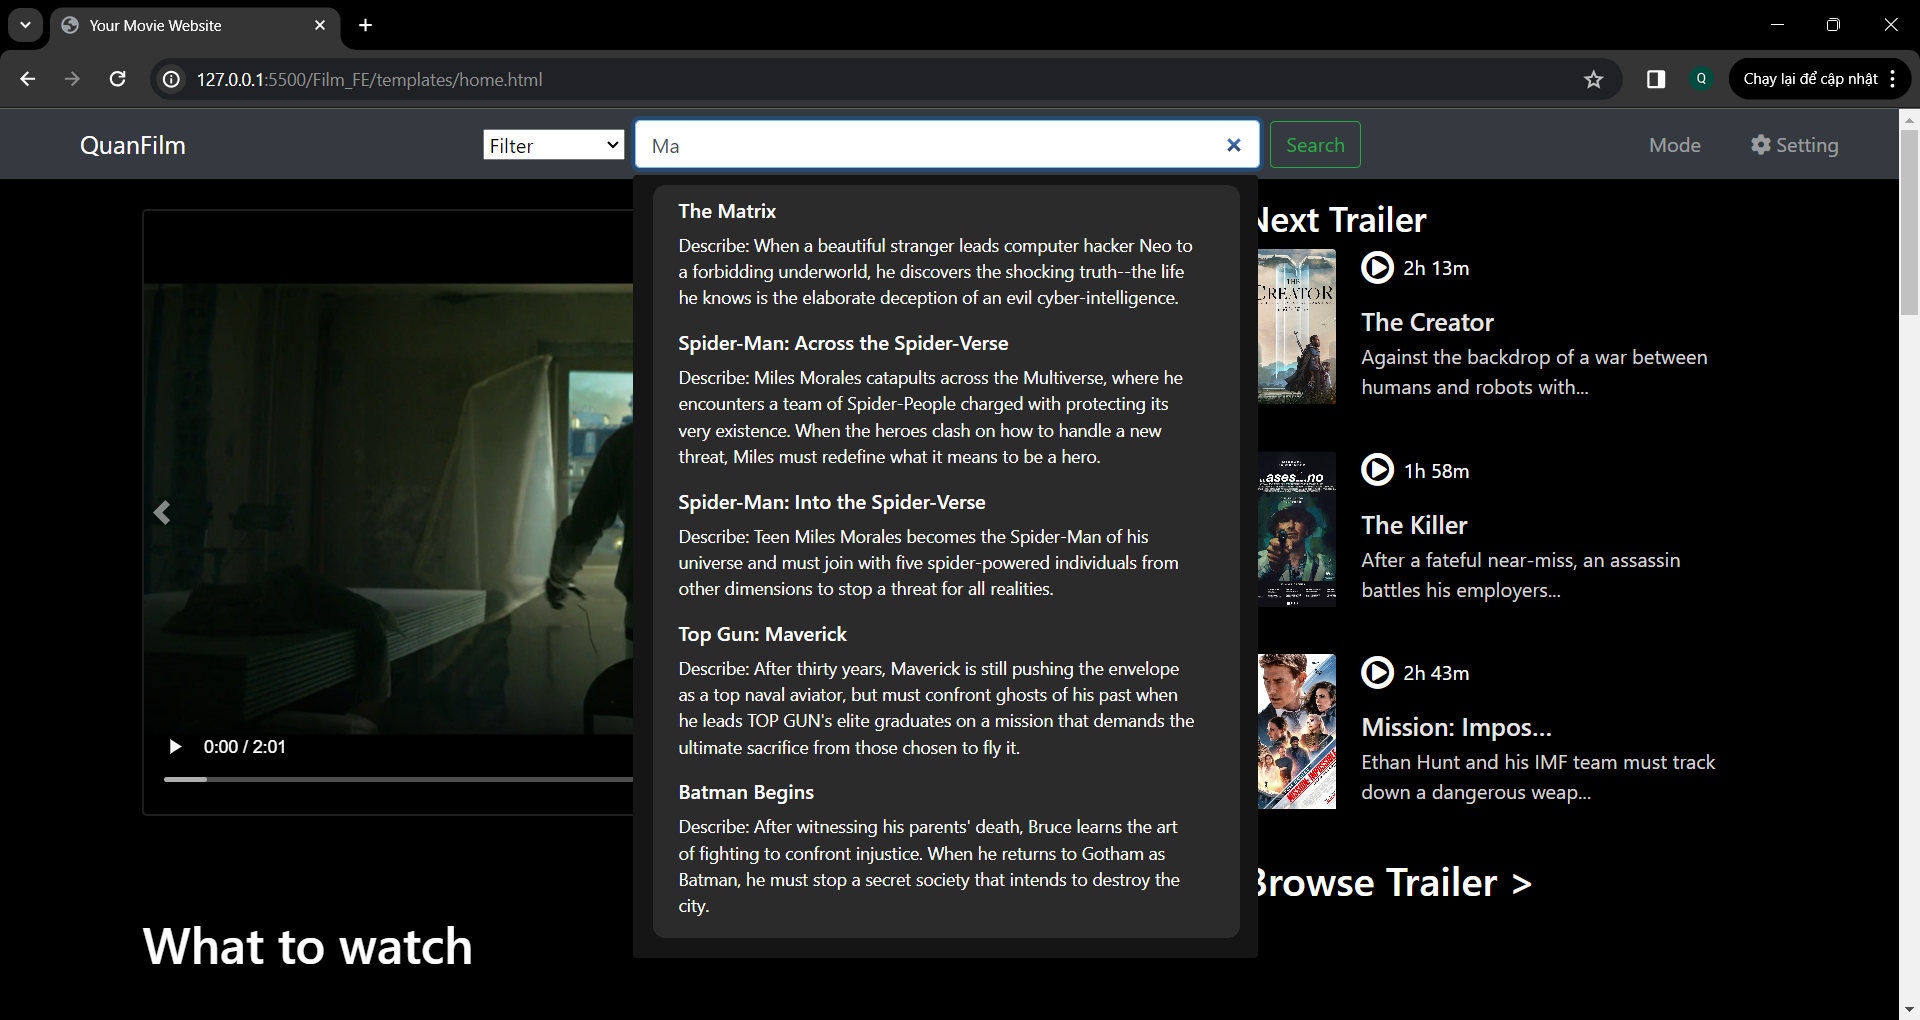 Your Movie Website
127.0.0.1:5500/Film_FE/templates/home.html
Q
Chạy lại để cập nhật
QuanFilm
Filter
Ma
Search
Mode
Setting
The Matrix
Describe: When a beautiful stranger leads computer hacker Neo to
a forbidding underworld, he discovers the shocking truth--the life
he knows is the elaborate deception of an evil cyber-intelligence.
Spider-Man: Across the Spider-Verse
Describe: Miles Morales catapults across the Multiverse, where he
encounters a team of Spider-People charged with protecting its
very existence. When the heroes clash on how to handle a new
threat, Miles must redefine what it means to be a hero.
Spider-Man: Into the Spider-Verse
Describe: Teen Miles Morales becomes the Spider-Man of his
universe and must join with five spider-powered individuals from
other dimensions to stop a threat for all realities.
Top Gun: Maverick
Describe: After thirty years, Maverick is still pushing the envelope
as a top naval aviator, but must confront ghosts of his past when
he leads TOP GUN's elite graduates on a mission that demands the
ultimate sacrifice from those chosen to fly it.
Batman Begins
Describe: After witnessing his parents' death, Bruce learns the art
of fighting to confront injustice. When he returns to Gotham as
Batman, he must stop a secret society that intends to destroy the
city.
0:00 / 2:01
What to watch
Next Trailer
THE
CREATOR
2h 13m
The Creator
Against the backdrop of a war between
humans and robots with...
1h 58m
The Killer
After a fateful near-miss, an assassin
battles his employers...
MISSION: IMPOSSIBLE
2h 43m
Mission: Impos...
Ethan Hunt and his IMF team must track
down a dangerous weap...
Browse Trailer >